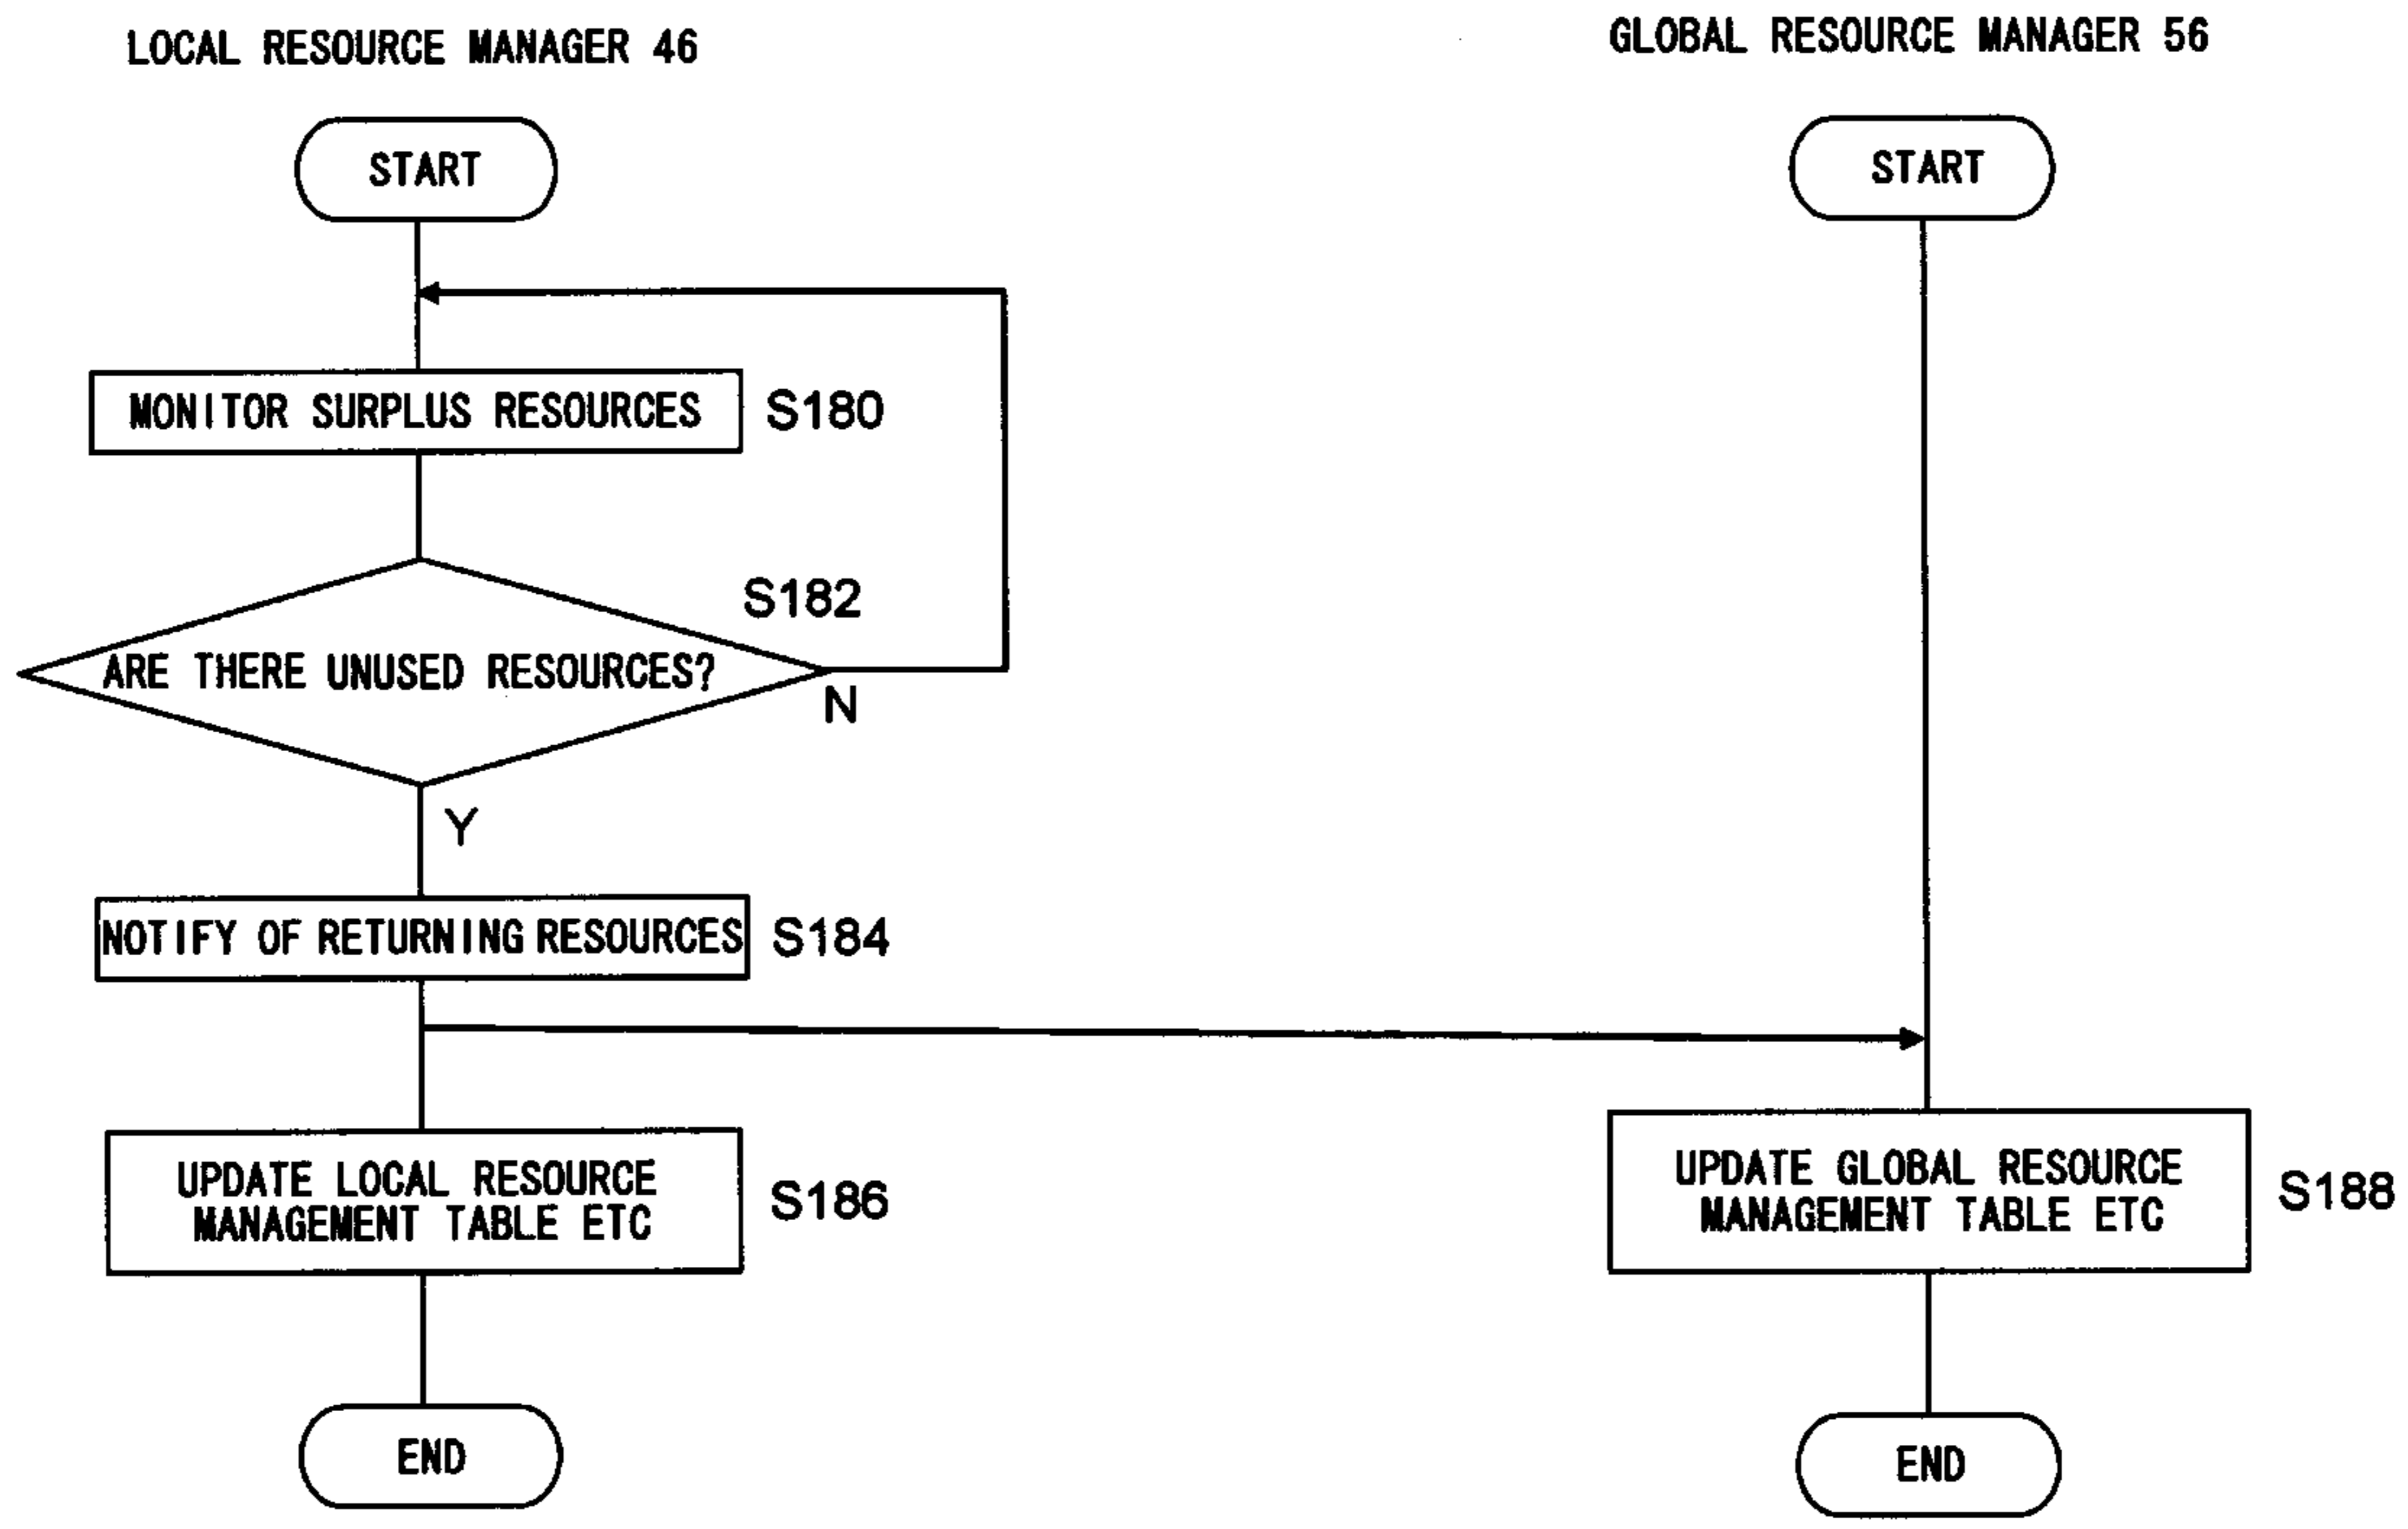 LOCAL RESOURCE MANAGER 46
GLOBAL RESOURCE MANAGER 56
START
START
MONITOR SURPLUS RESOURCES
S180
S182
ARE THERE UNUSED RESOURCES?
N
Y
NOTIFY OF RETURNING RESOURCES
S184
UPDATE LOCAL RESOURCE
MANAGEMENT TABLE ETC
S186
UPDATE GLOBAL RESOURCE
MANAGEMENT TABLE ETC
S188
END
END